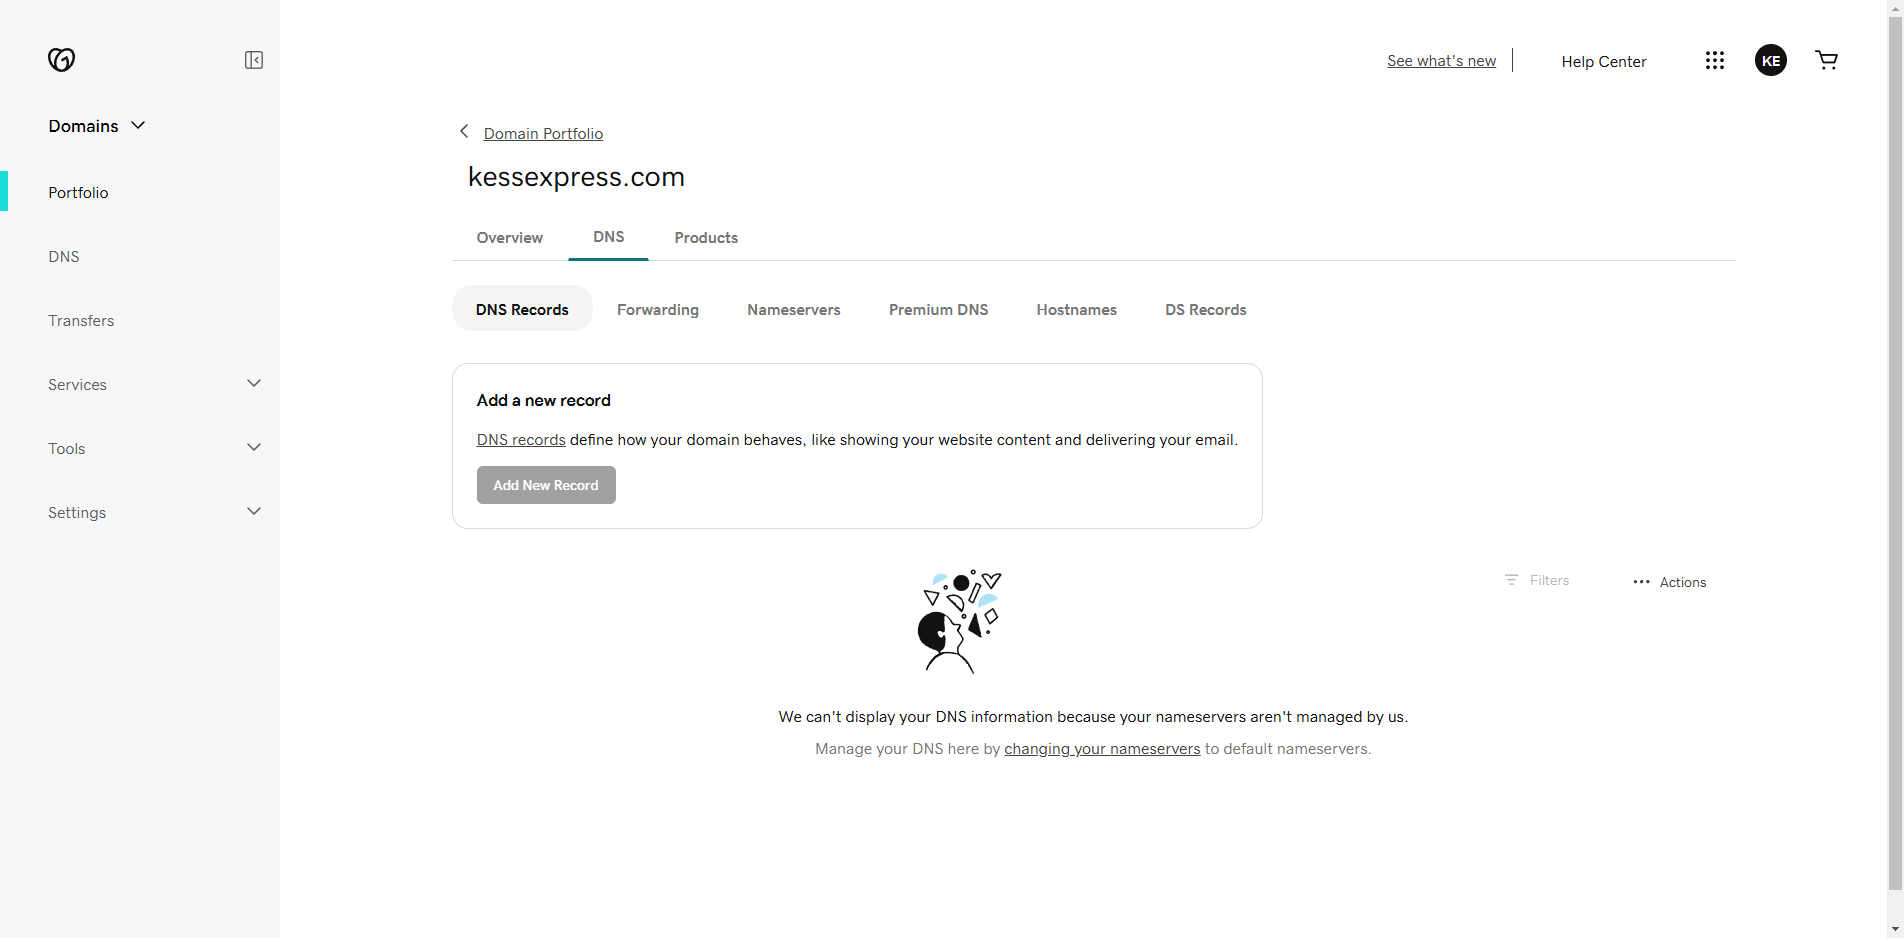 See what's new
Help Center
KE
Domains
Portfolio
DNS
Transfers
Services
Tools
Settings
Domain Portfolio
kessexpress.com
Overview DNS Products
DNS Records Forwarding Nameservers Premium DNS Hostnames DS Records
Add a new record
DNS records define how your domain behaves, like showing your website content and delivering your email.
Add New Record
Filters
Actions
We can't display your DNS information because your nameservers aren't managed by us.
Manage your DNS here by changing your nameservers to default nameservers.